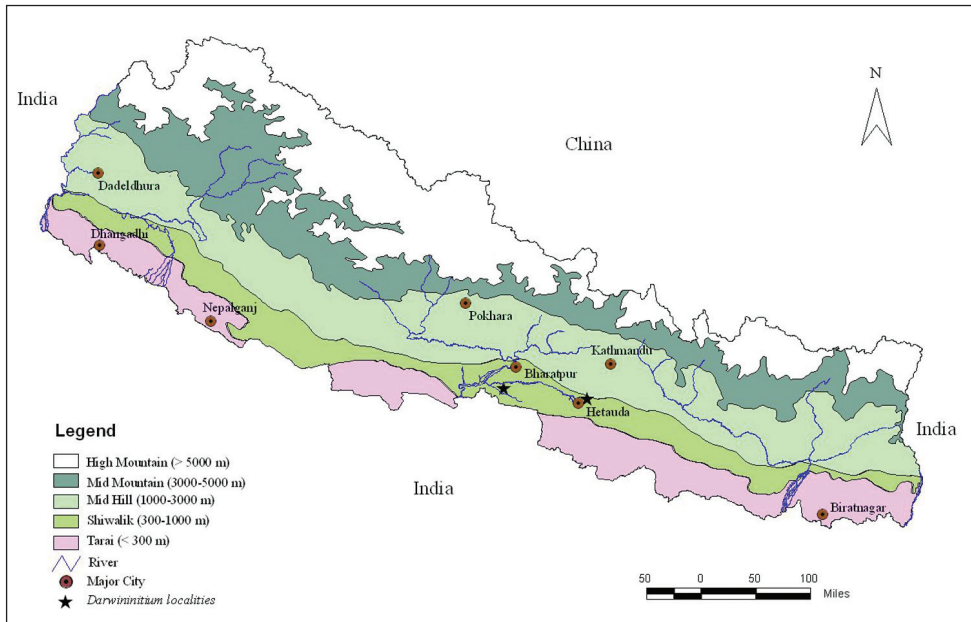 India
N
China
Dadeldhura
Dhangadhi
Nepalganj
Pokhara
Kathmandu
Bharatpur
Hetauda
India
India
Biratnagar
Legend
High Mountain (> 5000 m)
Mid Mountain (3000-5000 m)
Mid Hill (1000-3000 m)
Shiwalik (300-1000 m)
Tarai (< 300 m)
River
Major City
Darwininitium localities
50 0 50 100
Miles